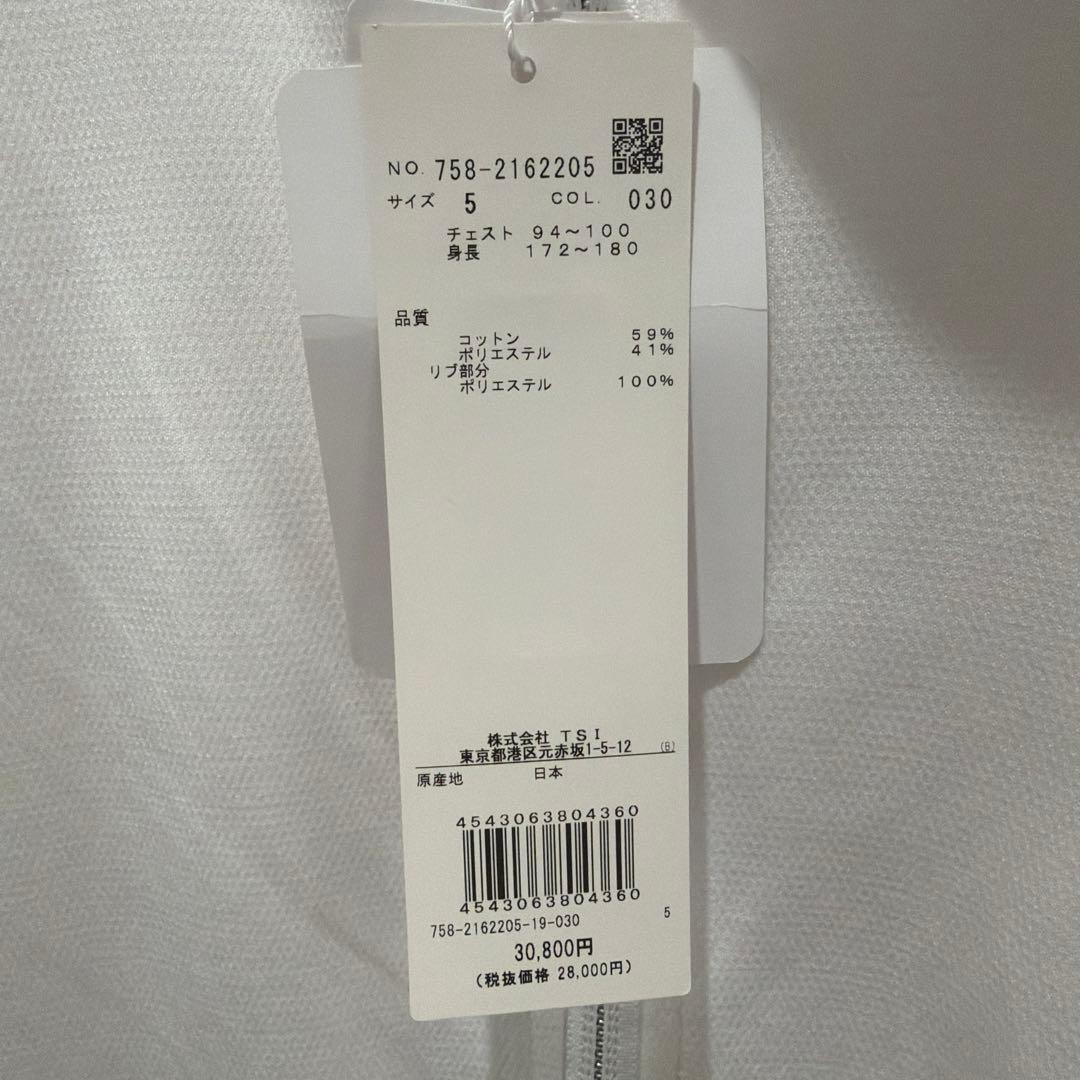 NO. 758-2162205
サイズ 5 COL. 030
チェスト 94〜100
身長 172〜180
品質
コットン 59%
ポリエステル 41%
リブ部分
ポリエステル 100%
株式会社 TSI
東京都港区元赤坂1-5-12 (B)
原産地 日本
4543063804360
4543063804360
758-2162205-19-030 5
30,800円
(税抜価格 28,000円)